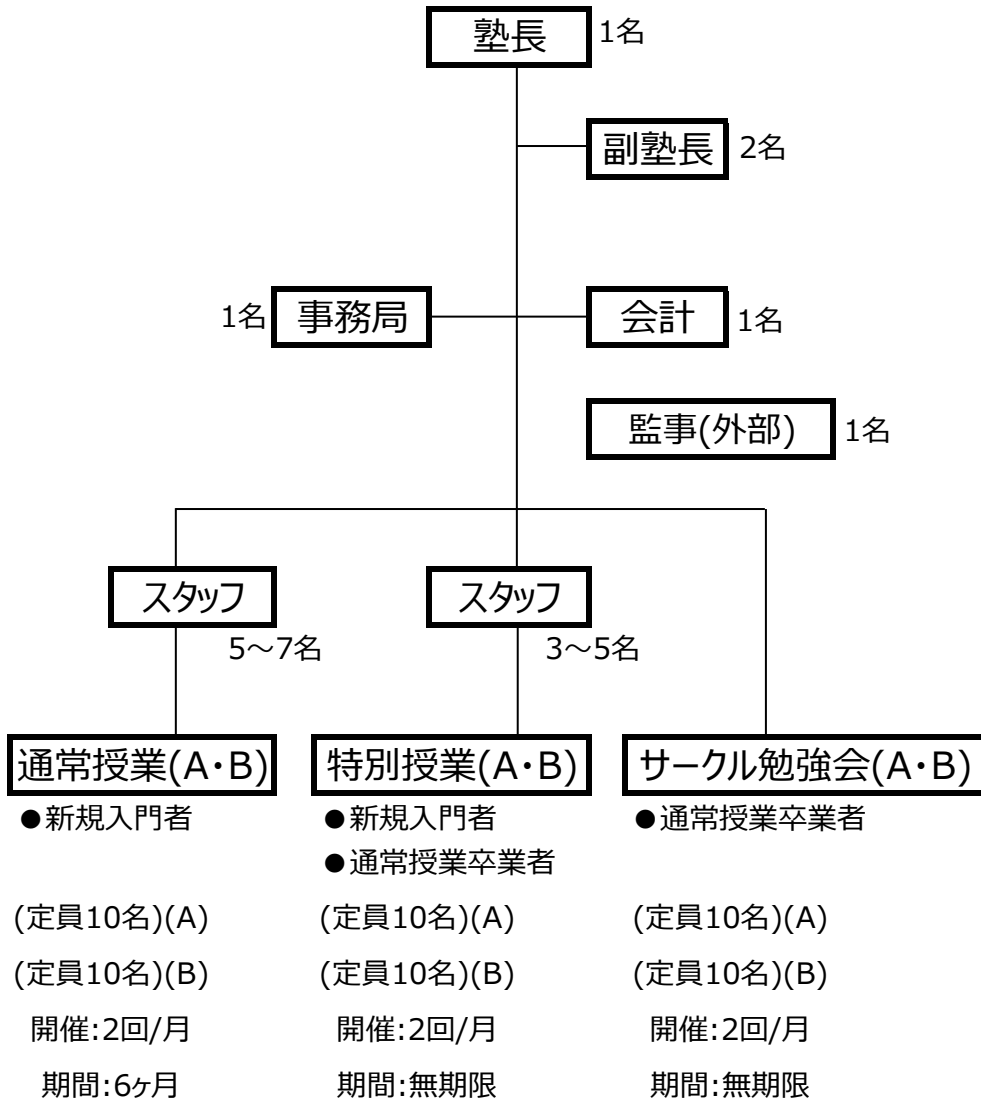 塾長 1名
副塾長 2名
1名 事務局 会計 1名
監事(外部) 1名
スタッフ スタッフ
5～7名 3～5名
通常授業(A・B) 特別授業(A・B) サークル勉強会(A・B)
●新規入門者 ●新規入門者 ●通常授業卒業者
●通常授業卒業者
(定員10名)(A) (定員10名)(A) (定員10名)(A)
(定員10名)(B) (定員10名)(B) (定員10名)(B)
開催:2回/月 開催:2回/月 開催:2回/月
期間:6ヶ月 期間:無期限 期間:無期限